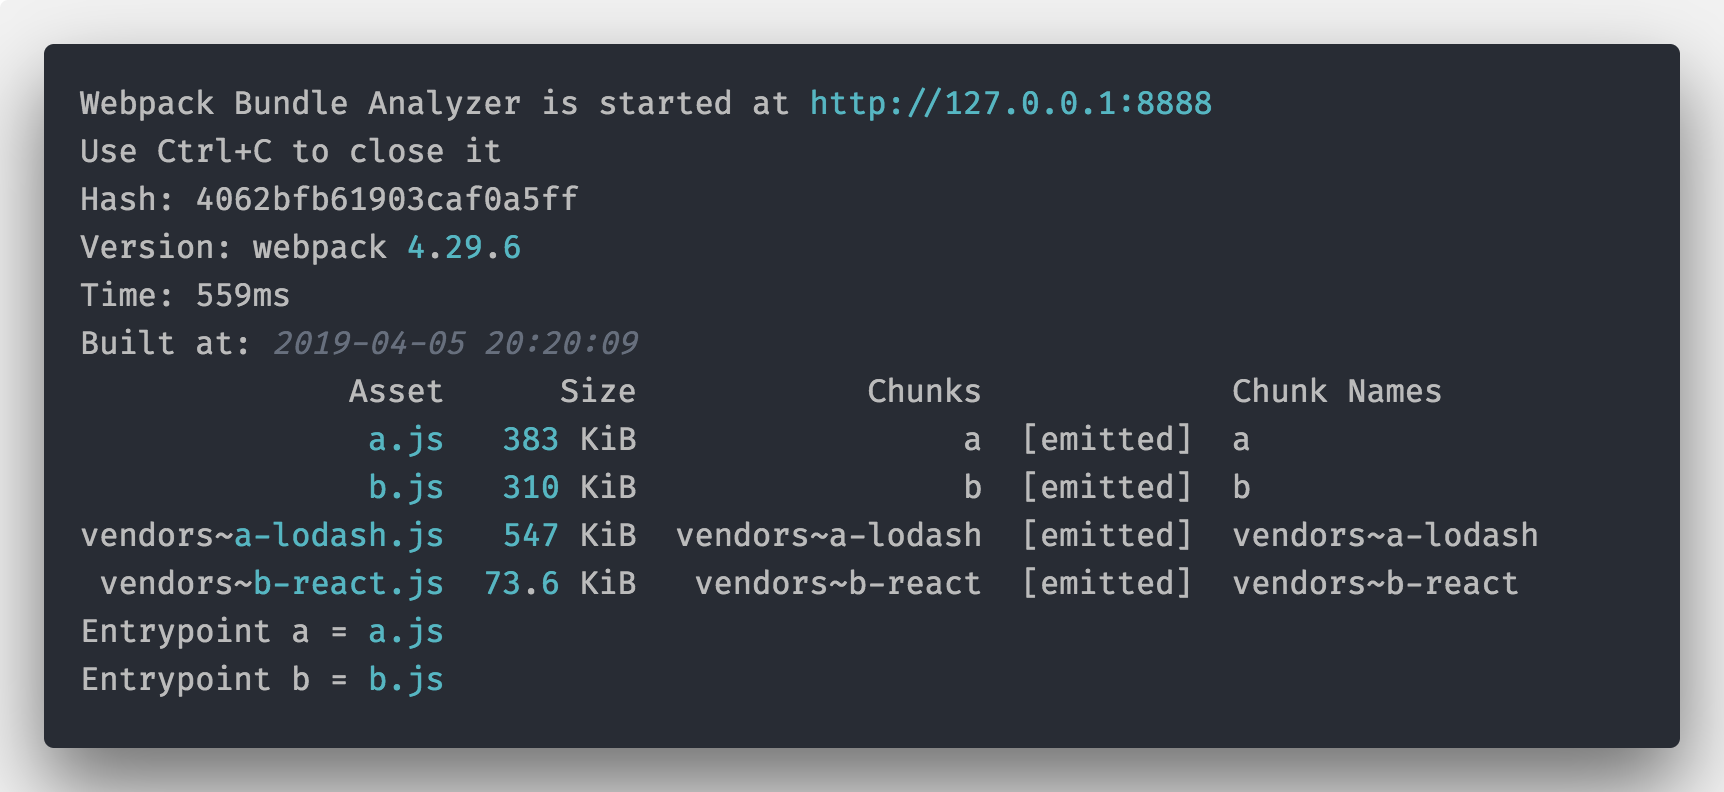 Webpack Bundle Analyzer is started at http://127.0.0.1:8888
Use Ctrl+C to close it
Hash: 4062bfb61903caf0a5ff
Version: webpack 4.29.6
Time: 559ms
Built at: 2019-04-05 20:20:09
Asset Size Chunks Chunk Names
a.js 383 KiB a [emitted] a
b.js 310 KiB b [emitted] b
vendors~a-lodash.js 547 KiB vendors~a-lodash [emitted] vendors~a-lodash
vendors~b-react.js 73.6 KiB vendors~b-react [emitted] vendors~b-react
Entrypoint a = a.js
Entrypoint b = b.js